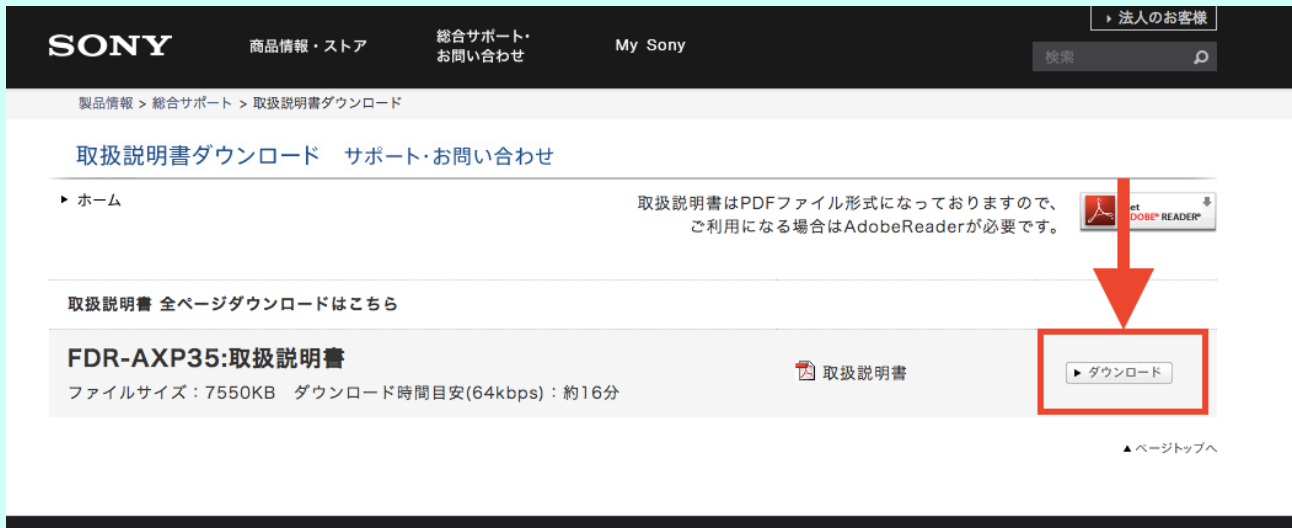 法人のお客様
SONY
商品情報・ストア
総合サポート・
お問い合わせ
My Sony
検索
製品情報 > 総合サポート > 取扱説明書ダウンロード
取扱説明書ダウンロード サポート・お問い合わせ
ホーム
取扱説明書はPDFファイル形式になっておりますので、
ご利用になる場合はAdobeReaderが必要です。
et
DOBE® READER®
取扱説明書 全ページダウンロードはこちら
FDR-AXP35:取扱説明書
ファイルサイズ：7550KB ダウンロード時間目安(64kbps)：約16分
取扱説明書
ダウンロード
ページトップへ